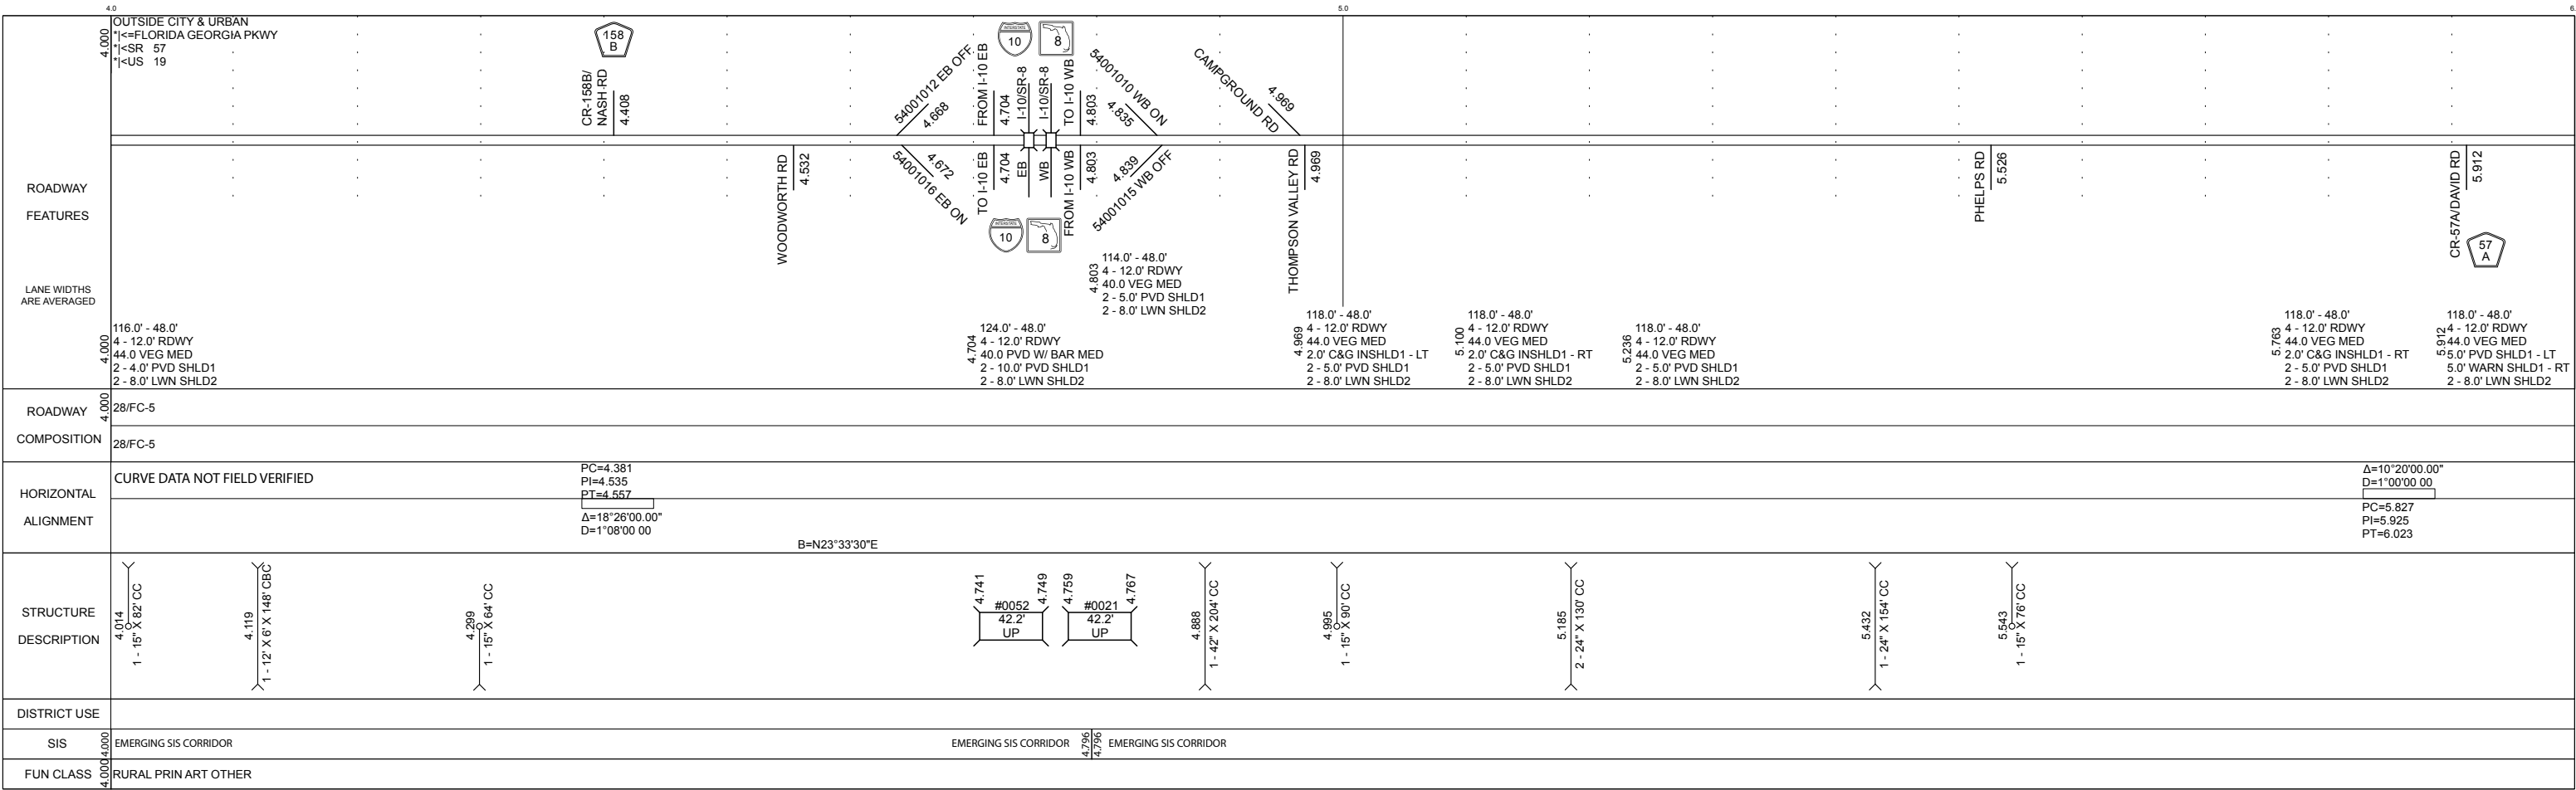 4.0
5.0
6.
ROADWAY
FEATURES
LANE WIDTHS
ARE AVERAGED
4.000
OUTSIDE CITY & URBAN
*|<=FLORIDA GEORGIA PKWY
*|<SR 57
*|<US 19
158
B
CR-158B/
NASH RD
4.408
WOODWORTH RD
4.532
54001012 EB OFF
4.668
4.672
54001016 EB ON
FROM I-10 EB
4.704
I-10/SR-8
I-10/SR-8
TO I-10 WB
4.803
INTERSTATE
10
8
54001010 WB ON
4.835
TO I-10 EB
4.704
EB
WB
FROM I-10 WB
4.803
INTERSTATE
10
8
4.839
54001015 WB OFF
CAMPGROUND RD
4.969
THOMPSON VALLEY RD
4.969
PHELPS RD
5.526
CR-57A/DAVID RD
5.912
57
A
4.000
116.0' - 48.0'
4 - 12.0' RDWY
44.0 VEG MED
2 - 4.0' PVD SHLD1
2 - 8.0' LWN SHLD2
4.704
124.0' - 48.0'
4 - 12.0' RDWY
40.0 PVD W/ BAR MED
2 - 10.0' PVD SHLD1
2 - 8.0' LWN SHLD2
4.803
114.0' - 48.0'
4 - 12.0' RDWY
40.0 VEG MED
2 - 5.0' PVD SHLD1
2 - 8.0' LWN SHLD2
4.969
118.0' - 48.0'
4 - 12.0' RDWY
44.0 VEG MED
2.0' C&G INSHLD1 - LT
2 - 5.0' PVD SHLD1
2 - 8.0' LWN SHLD2
5.100
118.0' - 48.0'
4 - 12.0' RDWY
44.0 VEG MED
2.0' C&G INSHLD1 - RT
2 - 5.0' PVD SHLD1
2 - 8.0' LWN SHLD2
5.236
118.0' - 48.0'
4 - 12.0' RDWY
44.0 VEG MED
2 - 5.0' PVD SHLD1
2 - 8.0' LWN SHLD2
5.763
118.0' - 48.0'
4 - 12.0' RDWY
44.0 VEG MED
2.0' C&G INSHLD1 - RT
2 - 5.0' PVD SHLD1
2 - 8.0' LWN SHLD2
5.912
118.0' - 48.0'
4 - 12.0' RDWY
44.0 VEG MED
5.0' PVD SHLD1 - LT
5.0' WARN SHLD1 - RT
2 - 8.0' LWN SHLD2
ROADWAY
COMPOSITION
4.000
28/FC-5
28/FC-5
HORIZONTAL
ALIGNMENT
CURVE DATA NOT FIELD VERIFIED
PC=4.381
PI=4.535
PT=4.557
Δ=18°26'00.00"
D=1°08'00 00
B=N23°33'30"E
Δ=10°20'00.00"
D=1°00'00 00
PC=5.827
PI=5.925
PT=6.023
STRUCTURE
DESCRIPTION
4.014
1 - 15" X 82' CC
4.119
1 - 12' X 6' X 148' CBC
4.299
1 - 15" X 64' CC
4.741
#0052
42.2'
UP
4.749
4.759
#0021
42.2'
UP
4.767
4.888
1 - 42" X 204' CC
4.995
1 - 15" X 90' CC
5.185
2 - 24" X 130' CC
5.432
1 - 24" X 154' CC
5.543
1 - 15" X 76' CC
DISTRICT USE
SIS
4.000
EMERGING SIS CORRIDOR
EMERGING SIS CORRIDOR
4.796
4.796
EMERGING SIS CORRIDOR
FUN CLASS
4.000
RURAL PRIN ART OTHER